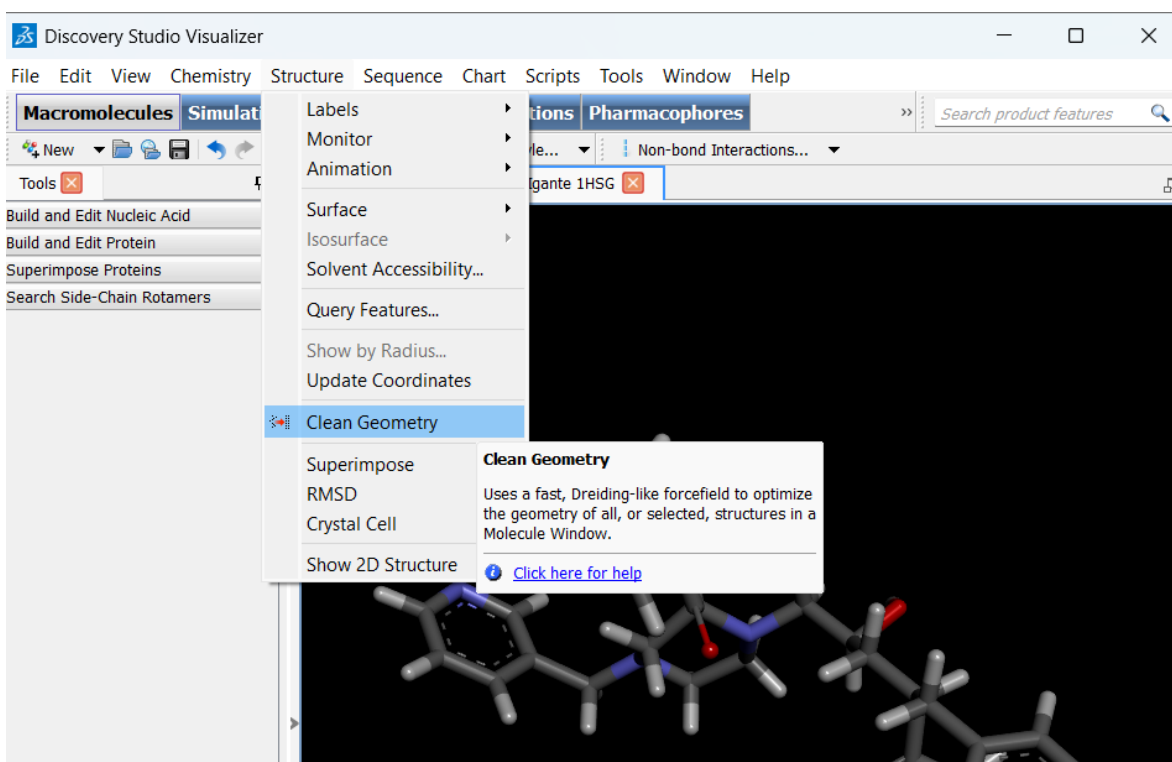 Discovery Studio Visualizer
File Edit View Chemistry Structure Sequence Chart Scripts Tools Window Help
Macromolecules Simulati tions Pharmacophores » Search product features
New le... Non-bond Interactions...
Tools gante 1HSG
Build and Edit Nucleic Acid
Build and Edit Protein
Superimpose Proteins
Search Side-Chain Rotamers
Labels
Monitor
Animation
Surface
Isosurface
Solvent Accessibility...
Query Features...
Show by Radius...
Update Coordinates
Clean Geometry
Superimpose
RMSD
Crystal Cell
Show 2D Structure
Clean Geometry
Uses a fast, Dreiding-like forcefield to optimize
the geometry of all, or selected, structures in a
Molecule Window.
Click here for help